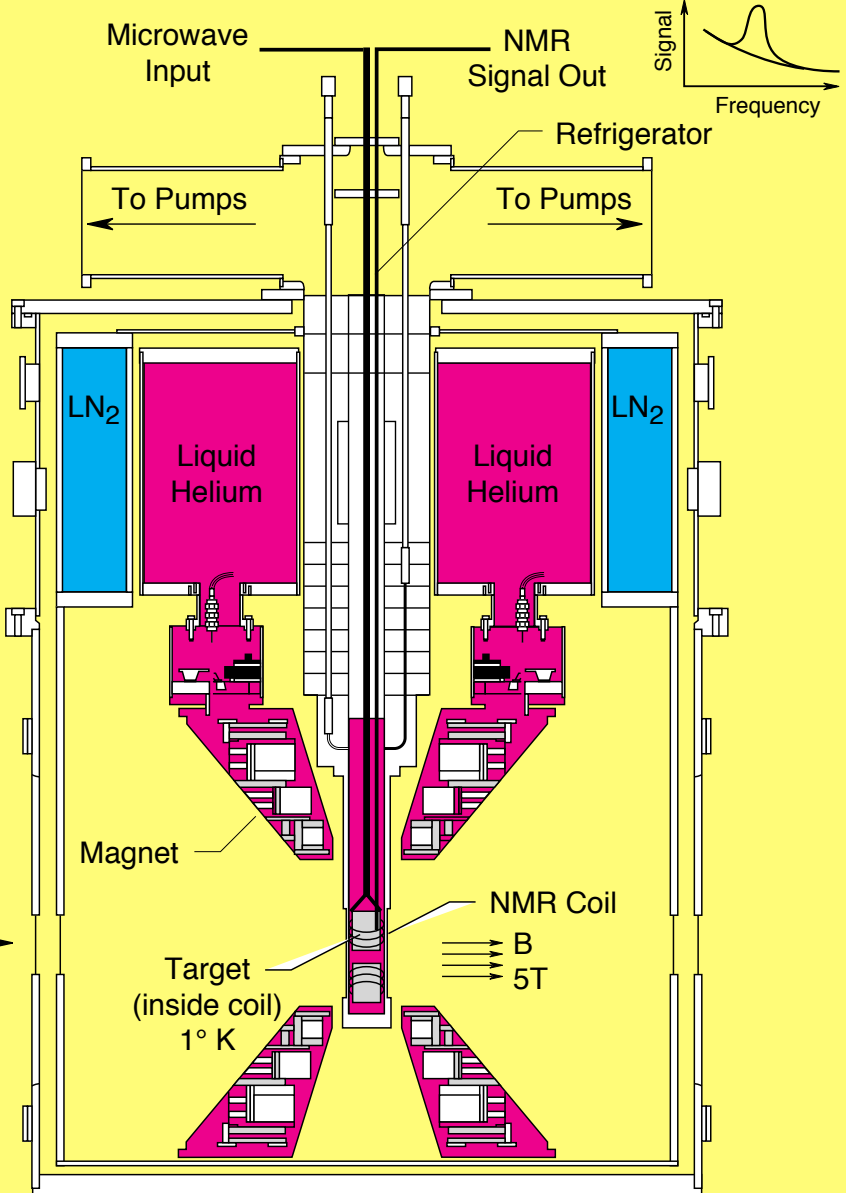 Microwave
Input
NMR
Signal Out
Signal
Frequency
Refrigerator
To Pumps
To Pumps
LN2
Liquid
Helium
Liquid
Helium
LN2
Magnet
NMR Coil
B
5T
Target
(inside coil)
1° K